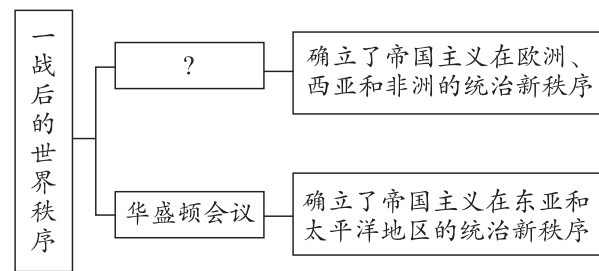 一战后的世界秩序
?
确立了帝国主义在欧洲、
西亚和非洲的统治新秩序
华盛顿会议
确立了帝国主义在东亚和
太平洋地区的统治新秩序